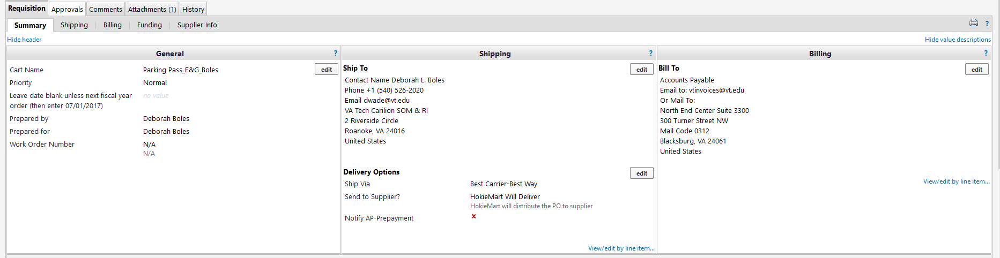 Requisition Approvals Comments Attachments (1) History
Summary Shipping Billing Funding Supplier Info ?
Hide header Hide value descriptions
General ?
Cart Name Parking Pass_E&G_Boles edit
Priority Normal
Leave date blank unless next fiscal year no value
order (then enter 07/01/2017)
Prepared by Deborah Boles
Prepared for Deborah Boles
Work Order Number N/A
N/A
Shipping ?
Ship To edit
Contact Name Deborah L. Boles
Phone +1 (540) 526-2020
Email dwade@vt.edu
VA Tech Carilion SOM & RI
2 Riverside Circle
Roanoke, VA 24016
United States
Delivery Options edit
Ship Via Best Carrier-Best Way
Send to Supplier? HokieMart Will Deliver
HokieMart will distribute the PO to supplier
Notify AP-Prepayment ✘
View/edit by line item...
Billing ?
Bill To edit
Accounts Payable
Email to: vtinvoices@vt.edu
Or Mail To:
North End Center Suite 3300
300 Turner Street NW
Mail Code 0312
Blacksburg, VA 24061
United States
View/edit by line item...